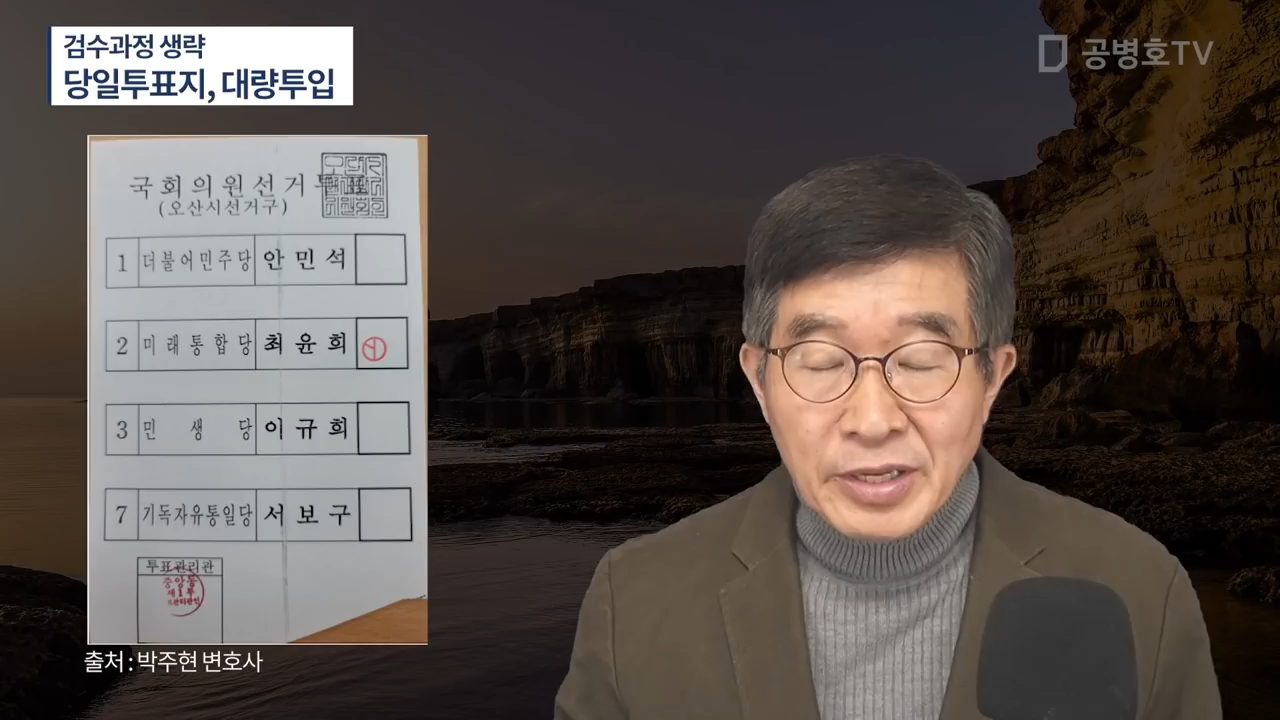 검수과정 생략
당일투표지, 대량투입
공병호TV
국회의원선거투표
(오산시선거구)
1 더불어민주당 안민석
2 미래통합당 최윤희
3 민생당 이규희
7 기독자유통일당 서보구
투표관리관
출처 : 박주현 변호사